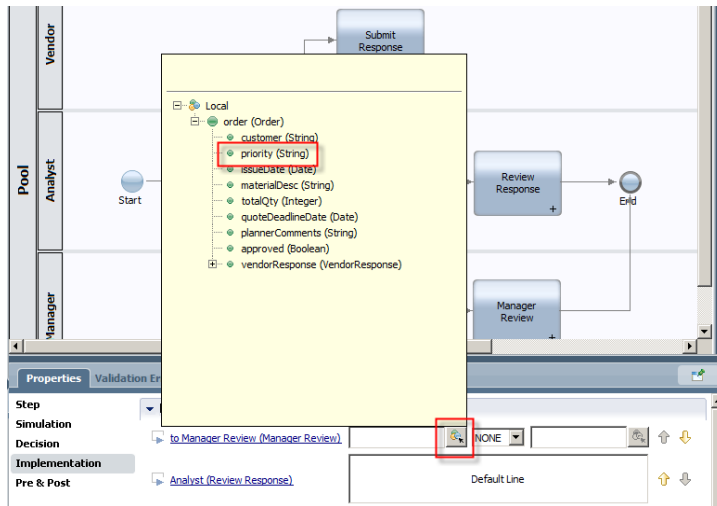 Pool
Vendor
Analyst
Manager
Submit
Response
Start
Review
Response
End
Manager
Review
Local
order (Order)
customer (String)
priority (String)
issueDate (Date)
materialDesc (String)
totalQty (Integer)
quoteDeadlineDate (Date)
plannerComments (String)
approved (Boolean)
vendorResponse (VendorResponse)
Properties Validation Er
Step
Simulation
Decision
Implementation
Pre & Post
to Manager Review (Manager Review) NONE
Analyst (Review Response) Default Line